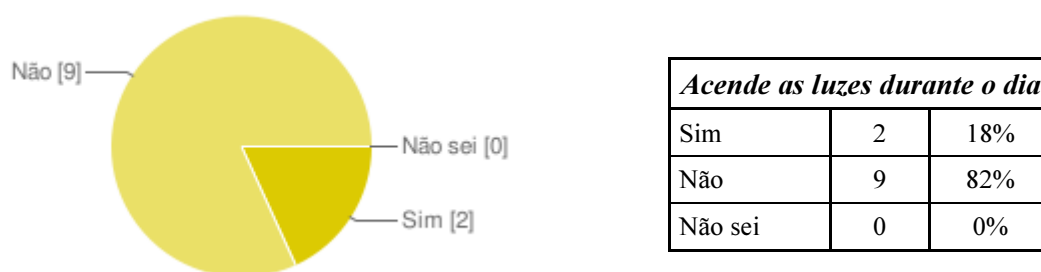 Não [9]
Não sei [0]
Sim [2]
Acende as luzes durante o dia
Sim 2 18%
Não 9 82%
Não sei 0 0%